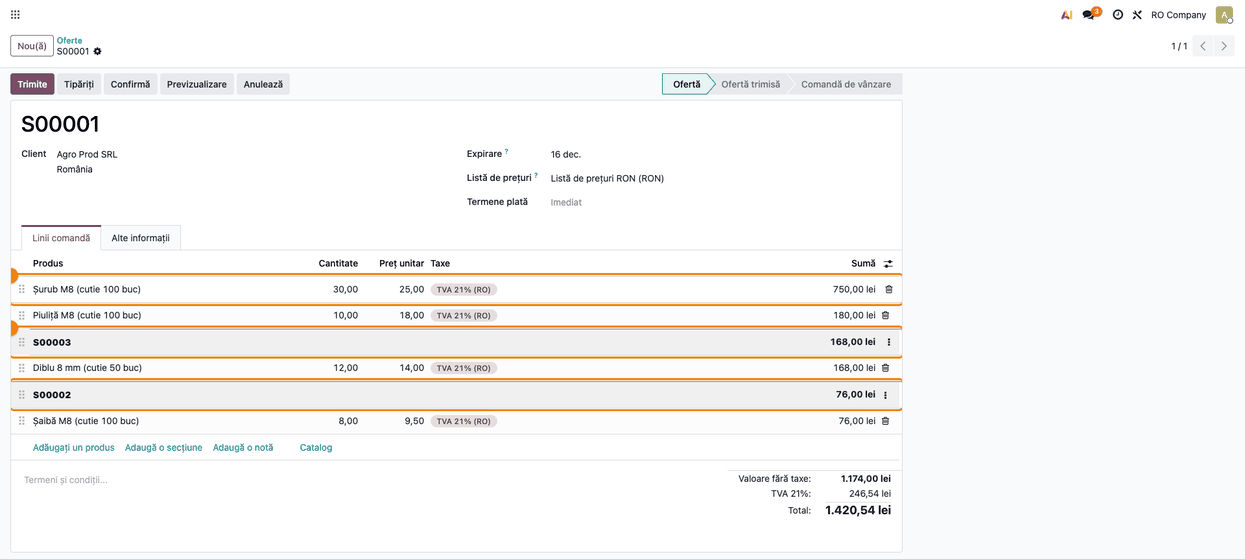 AI 3 RO Company A
Nou(ă) Oferte
S00001
1 / 1
Trimite Tipăriți Confirmă Previzualizare Anulează Ofertă Ofertă trimisă Comandă de vânzare
S00001
Client Agro Prod SRL Expirare ? 16 dec.
România
Listă de prețuri ? Listă de prețuri RON (RON)
Termene plată Imediat
Linii comandă Alte informații
Produs Cantitate Preț unitar Taxe Sumă
Șurub M8 (cutie 100 buc) 30,00 25,00 TVA 21% (RO) 750,00 lei
Piuliță M8 (cutie 100 buc) 10,00 18,00 TVA 21% (RO) 180,00 lei
S00003 168,00 lei
Diblu 8 mm (cutie 50 buc) 12,00 14,00 TVA 21% (RO) 168,00 lei
S00002 76,00 lei
Șaibă M8 (cutie 100 buc) 8,00 9,50 TVA 21% (RO) 76,00 lei
Adăugați un produs Adaugă o secțiune Adaugă o notă Catalog
Termeni și condiții... Valoare fără taxe: 1.174,00 lei
TVA 21%: 246,54 lei
Total: 1.420,54 lei